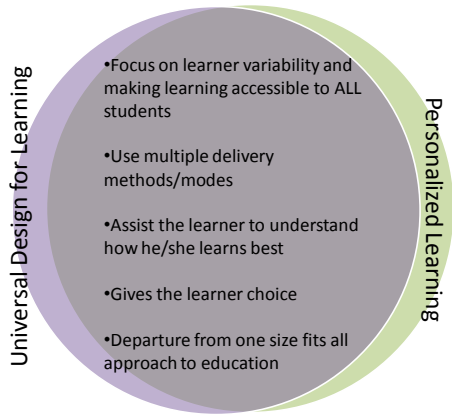 Universal Design for Learning
•Focus on learner variability and
making learning accessible to ALL
students
•Use multiple delivery
methods/modes
•Assist the learner to understand
how he/she learns best
•Gives the learner choice
•Departure from one size fits all
approach to education
Personalized Learning